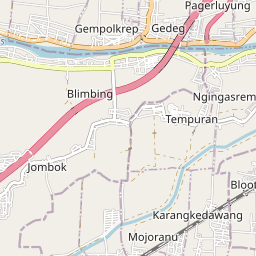 Pagerluyung
Gempolkrep
Gedeg
Blimbing
Ngingasrem
Tempuran
Jombok
Bloot
Karangkedawang
Mojoranu